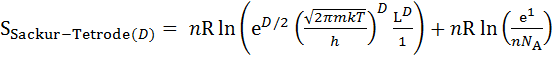 S_Sackur−Tetrode(D) = nR ln(e^{D/2} (√(2πmkT)/h)^D L^D/1) + nR ln(e^1/(nN_A))